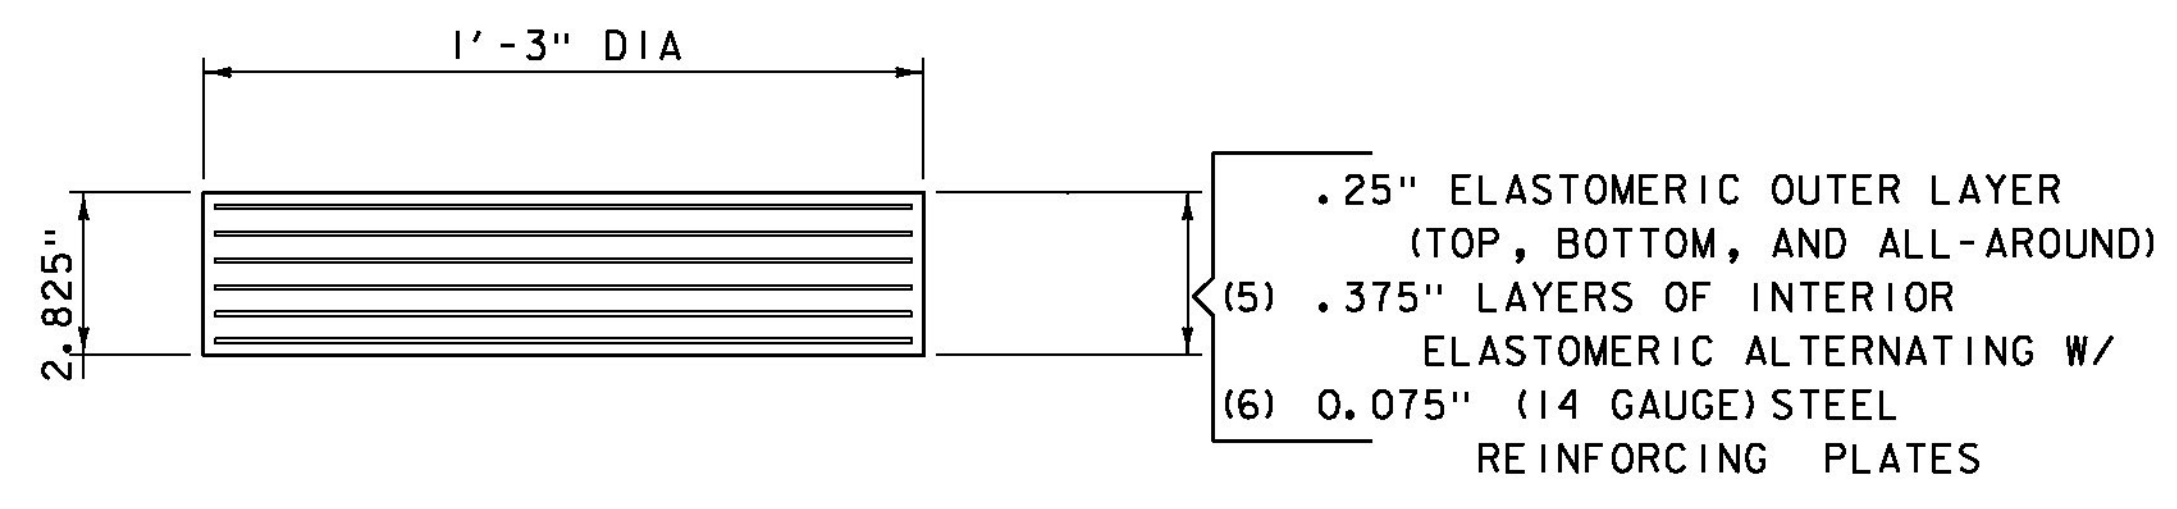 1'-3" DIA
2.825"
.25" ELASTOMERIC OUTER LAYER
(TOP, BOTTOM, AND ALL-AROUND)
(5) .375" LAYERS OF INTERIOR
ELASTOMERIC ALTERNATING W/
(6) 0.075" (14 GAUGE) STEEL
REINFORCING PLATES